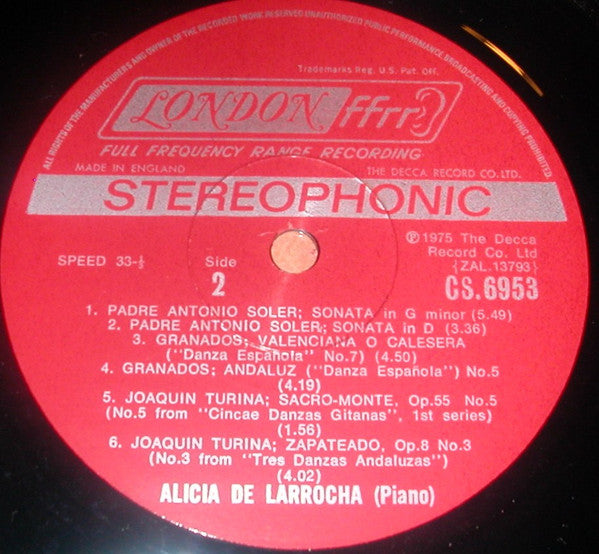 ALL RIGHTS OF THE MANUFACTURERS AND OWNER OF THE RECORDED WORK RESERVED UNAUTHORIZED PUBLIC PERFORMANCE, BROADCASTING AND COPYING PROHIBITED
Trademarks Reg. U.S. Pat. Off.
LONDON ffrr
FULL FREQUENCY RANGE RECORDING
MADE IN ENGLAND THE DECCA RECORD CO. LTD.
STEREOPHONIC
SPEED 33-⅓ Side ℗ 1975 The Decca
Record Co. Ltd
2 {ZAL.13793}
CS.6953
1. PADRE ANTONIO SOLER; SONATA in G minor (5.49)
2. PADRE ANTONIO SOLER; SONATA in D (3.36)
3. GRANADOS; VALENCIANA O CALESERA
("Danza Española" No.7) (4.50)
4. GRANADOS; ANDALUZ ("Danza Española") No.5
(4.19)
5. JOAQUIN TURINA; SACRO-MONTE, Op.55 No.5
(No.5 from "Cincae Danzas Gitanas", 1st series)
(1.56)
6. JOAQUIN TURINA; ZAPATEADO, Op.8 No.3
(No.3 from "Tres Danzas Andaluzas")
(4.02)
ALICIA DE LARROCHA (Piano)